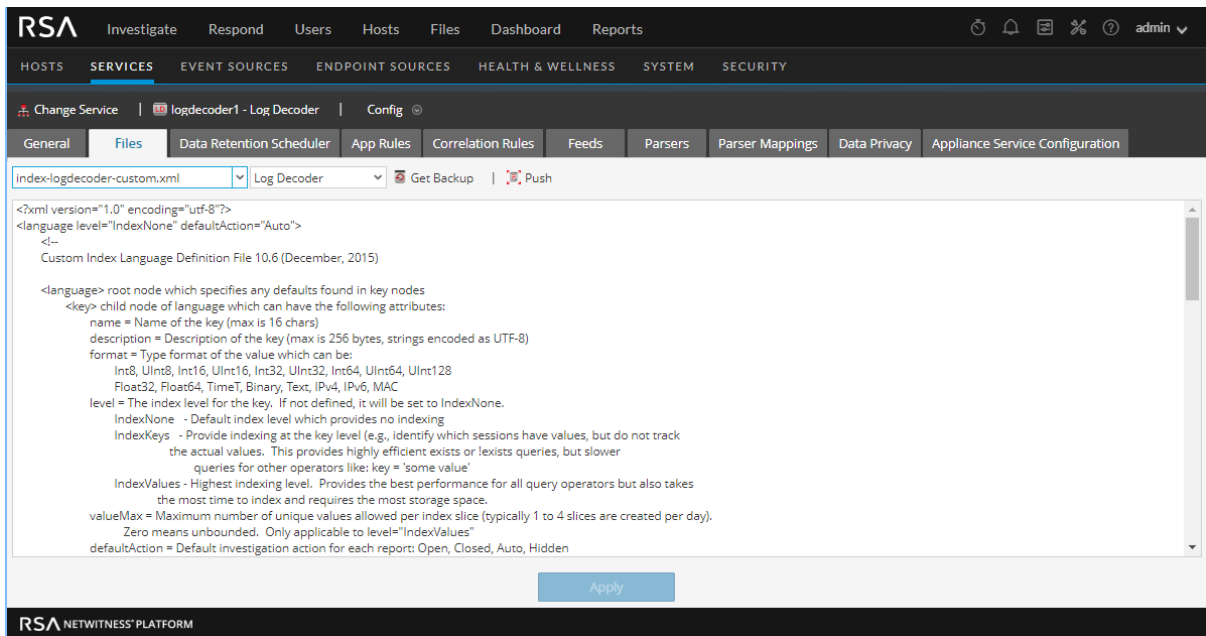 RSA Investigate Respond Users Hosts Files Dashboard Reports admin
HOSTS SERVICES EVENT SOURCES ENDPOINT SOURCES HEALTH & WELLNESS SYSTEM SECURITY
Change Service | LD logdecoder1 - Log Decoder | Config
General Files Data Retention Scheduler App Rules Correlation Rules Feeds Parsers Parser Mappings Data Privacy Appliance Service Configuration
index-logdecoder-custom.xml Log Decoder Get Backup | Push
<?xml version="1.0" encoding="utf-8"?>
<language level="IndexNone" defaultAction="Auto">
<!--
Custom Index Language Definition File 10.6 (December, 2015)
<language> root node which specifies any defaults found in key nodes
<key> child node of language which can have the following attributes:
name = Name of the key (max is 16 chars)
description = Description of the key (max is 256 bytes, strings encoded as UTF-8)
format = Type format of the value which can be:
Int8, UInt8, Int16, UInt16, Int32, UInt32, Int64, UInt64, UInt128
Float32, Float64, TimeT, Binary, Text, IPv4, IPv6, MAC
level = The index level for the key. If not defined, it will be set to IndexNone.
IndexNone - Default index level which provides no indexing
IndexKeys - Provide indexing at the key level (e.g., identify which sessions have values, but do not track
the actual values. This provides highly efficient exists or !exists queries, but slower
queries for other operators like: key = 'some value'
IndexValues - Highest indexing level. Provides the best performance for all query operators but also takes
the most time to index and requires the most storage space.
valueMax = Maximum number of unique values allowed per index slice (typically 1 to 4 slices are created per day).
Zero means unbounded. Only applicable to level="IndexValues"
defaultAction = Default investigation action for each report: Open, Closed, Auto, Hidden
Apply
RSA NETWITNESS® PLATFORM